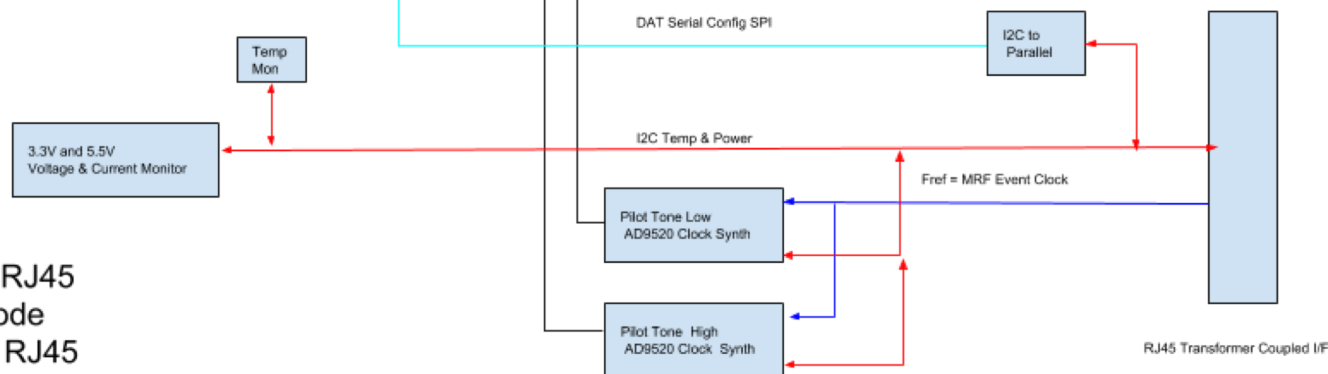 DAT Serial Config SPI
I2C to
Parallel
Temp
Mon
I2C Temp & Power
3.3V and 5.5V
Voltage & Current Monitor
Fref = MRF Event Clock
Pilot Tone Low
AD9520 Clock Synth
RJ45
ode
RJ45
Pilot Tone High
AD9520 Clock Synth
RJ45 Transformer Coupled I/F